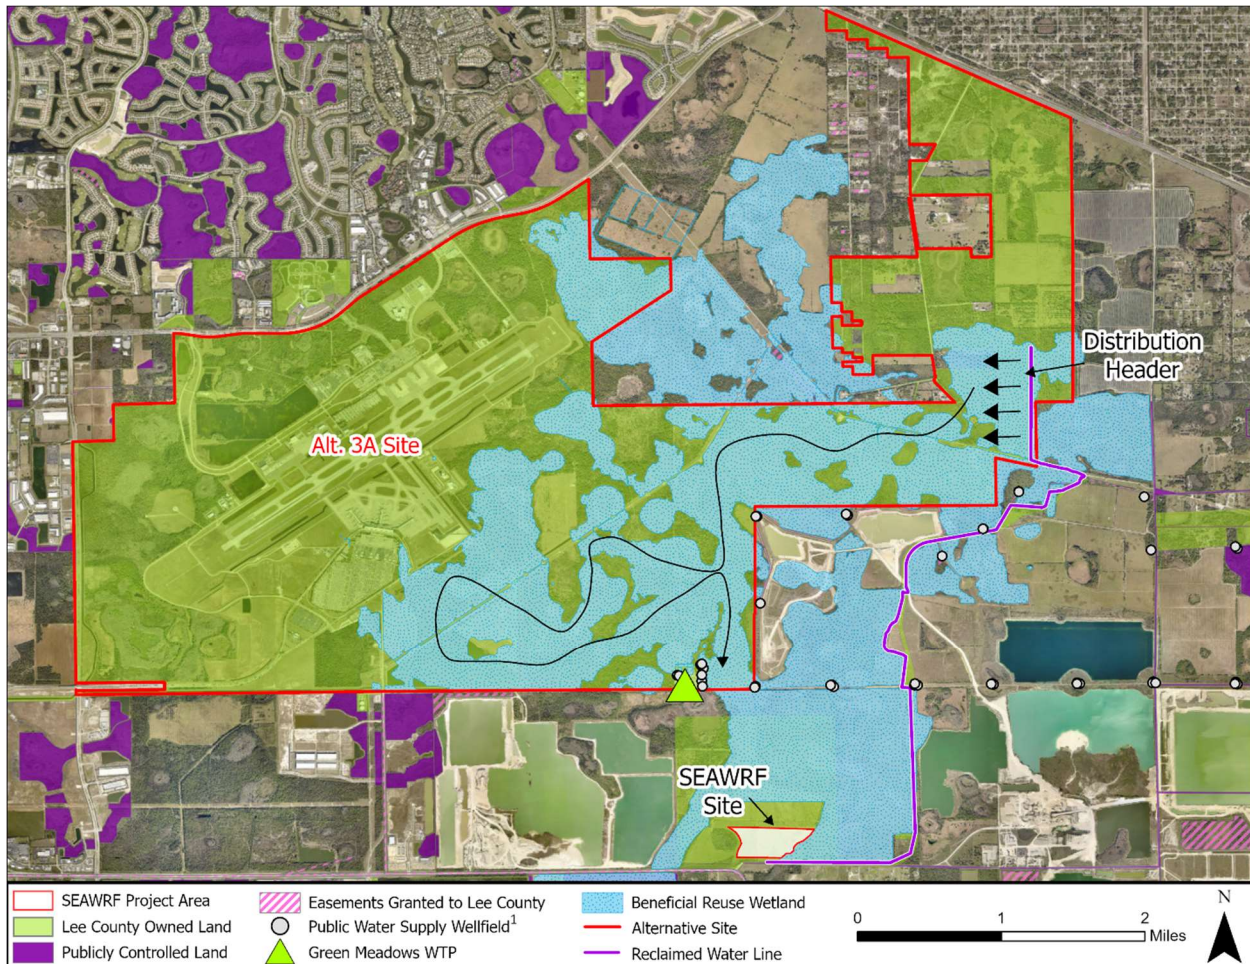 Distribution
Header
Alt. 3A Site
SEAWRF
Site
SEAWRF Project Area
Lee County Owned Land
Publicly Controlled Land
Easements Granted to Lee County
Public Water Supply Wellfield¹
Green Meadows WTP
Beneficial Reuse Wetland
Alternative Site
Reclaimed Water Line
0 1 2
Miles
N